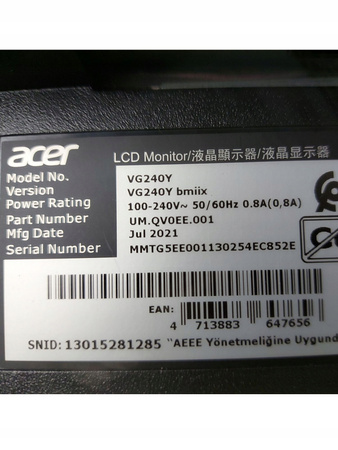 acer LCD Monitor/液晶顯示器/液晶显示器
Model No. VG240Y
Version VG240Y bmiix
Power Rating 100-240V~ 50/60Hz 0.8A(0,8A)
Part Number UM.QV0EE.001
Mfg Date Jul 2021
Serial Number MMTG5EE001130254EC852E
EAN:
4 713883 647656
SNID: 13015281285 "AEEE Yönetmeliğine Uygund